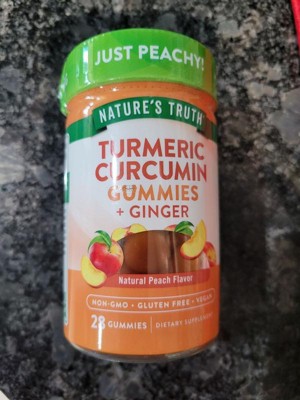 JUST PEACHY!
NATURE'S TRUTH
TURMERIC
CURCUMIN
GUMMIES
+ GINGER
Natural Peach Flavor
NON-GMO • GLUTEN FREE • VEGAN
28 GUMMIES | DIETARY SUPPLEMENT